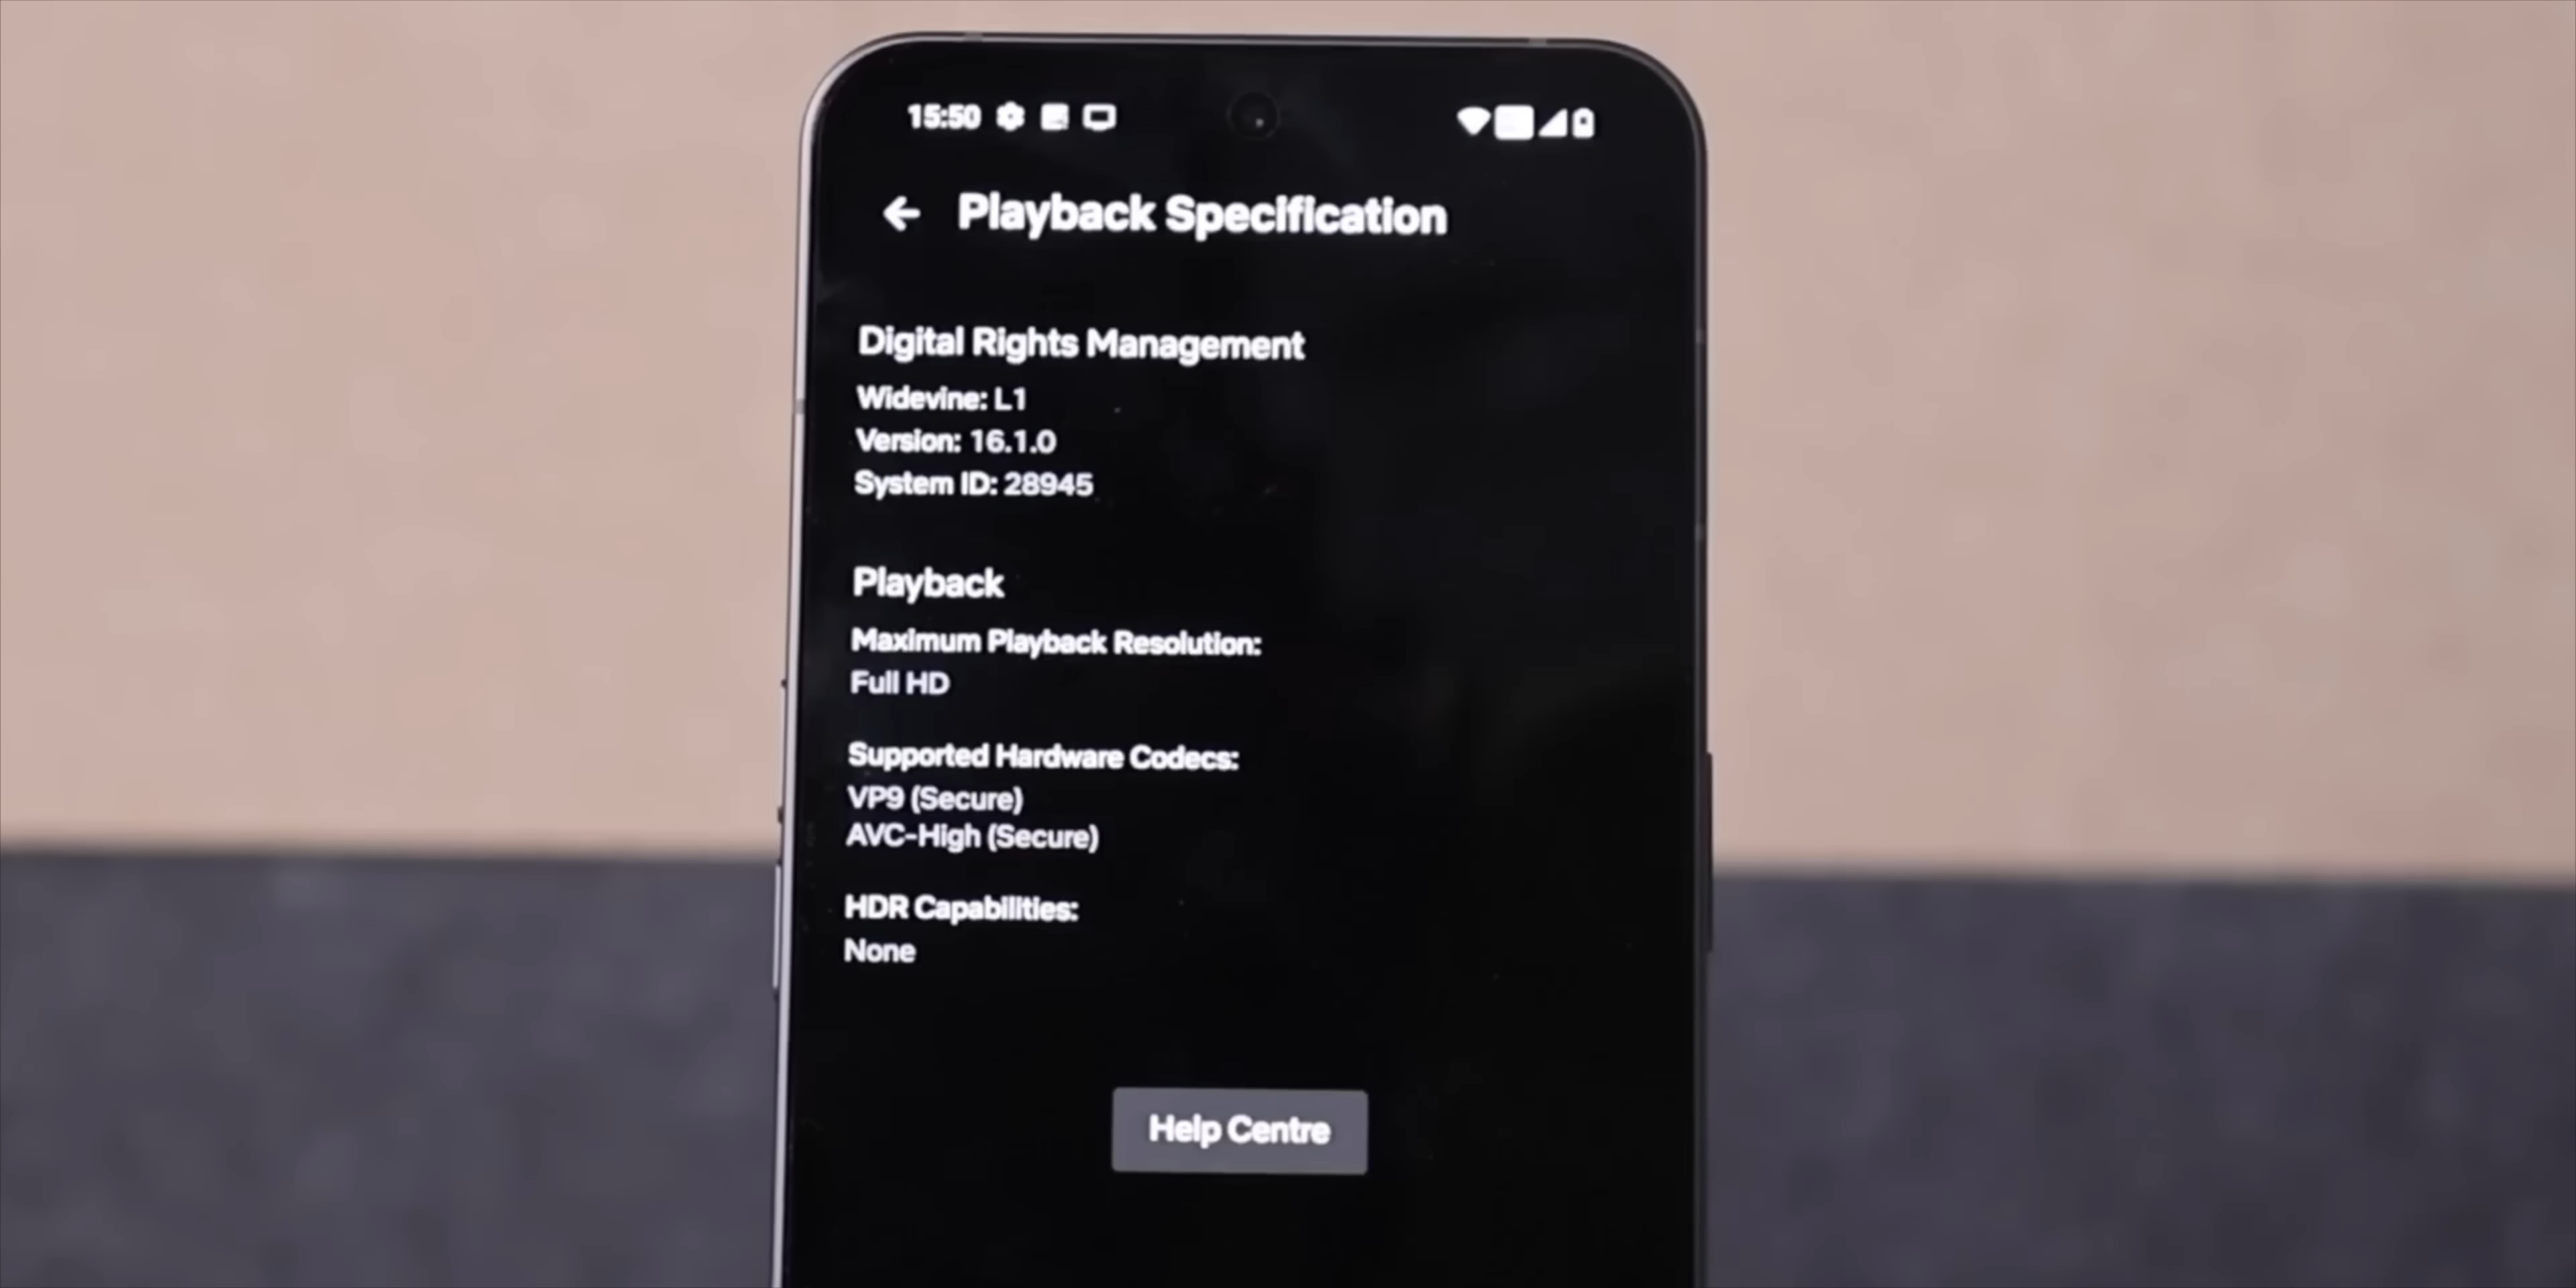 15:50
Playback Specification
Digital Rights Management
Widevine: L1
Version: 16.1.0
System ID: 28945
Playback
Maximum Playback Resolution:
Full HD
Supported Hardware Codecs:
VP9 (Secure)
AVC-High (Secure)
HDR Capabilities:
None
Help Centre